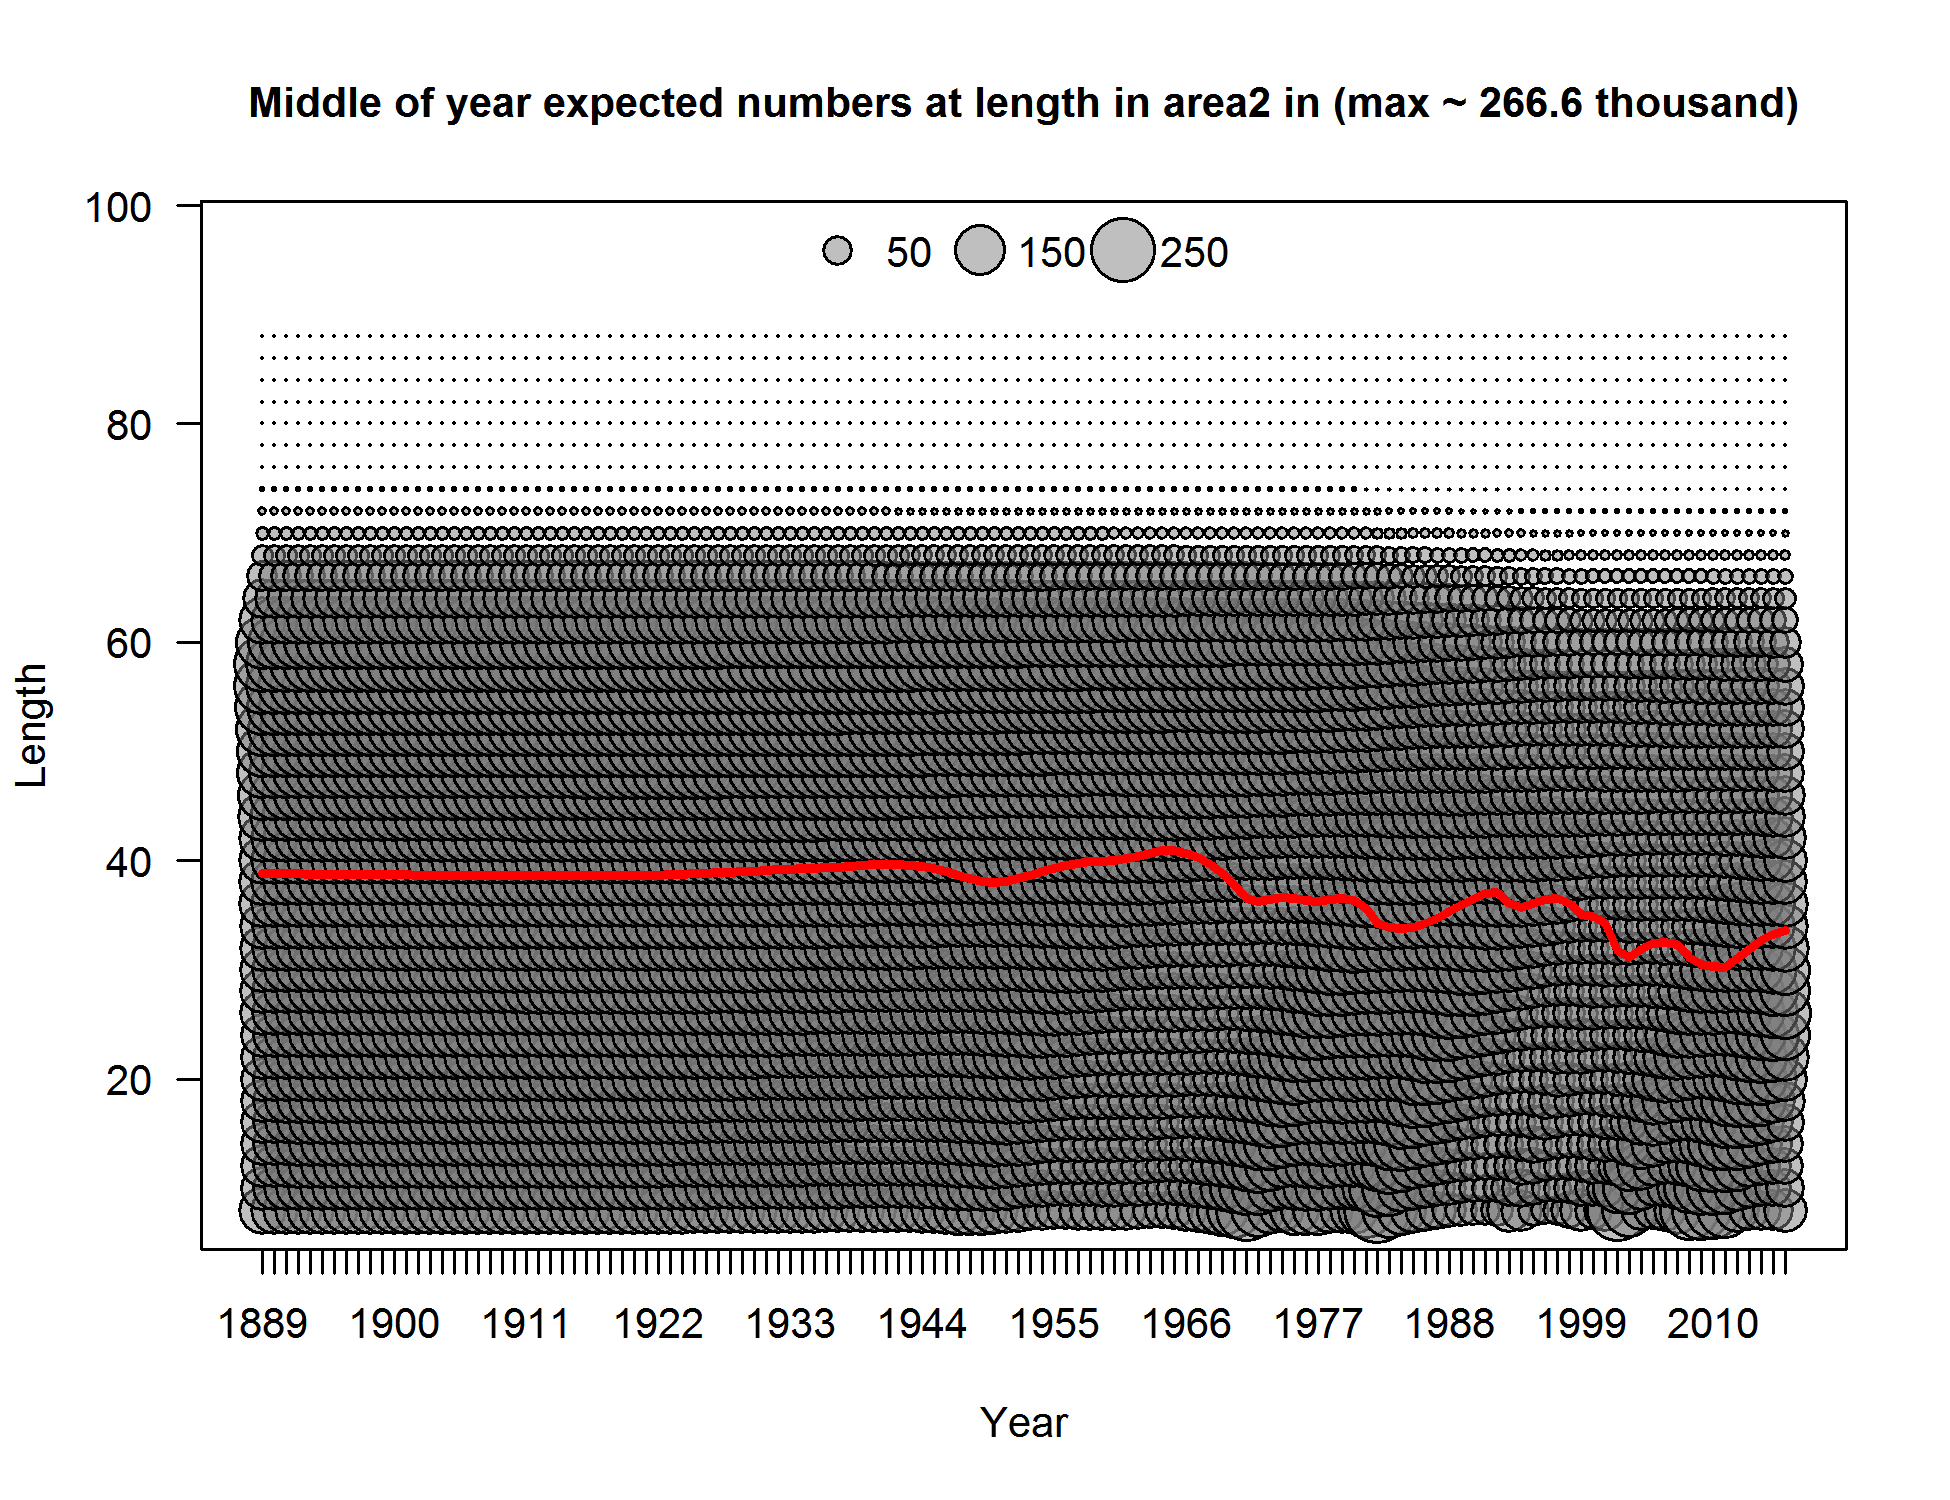 Middle of year expected numbers at length in area2 in (max ~ 266.6 thousand)
100
80
60
40
20
Length
50 150 250
1889 1900 1911 1922 1933 1944 1955 1966 1977 1988 1999 2010
Year